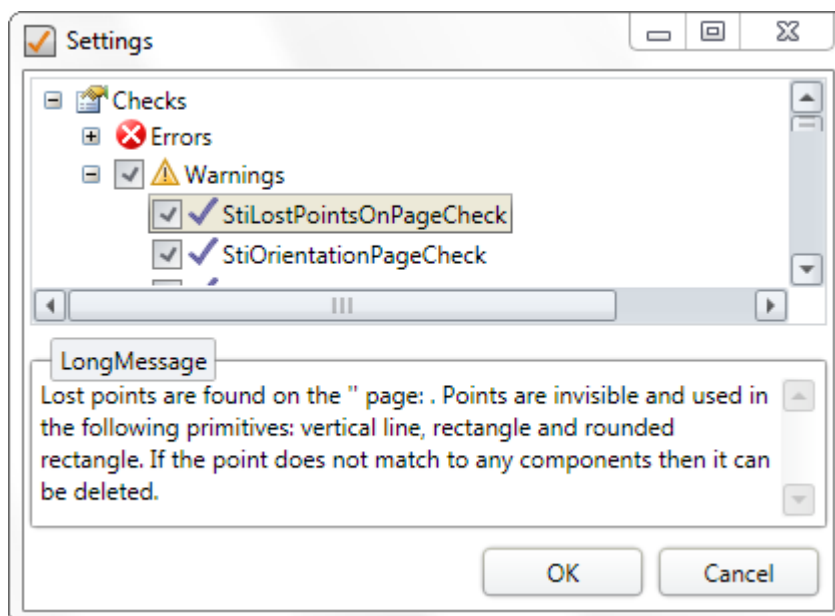 Settings
Checks
Errors
Warnings
StiLostPointsOnPageCheck
StiOrientationPageCheck
LongMessage
Lost points are found on the '' page: . Points are invisible and used in
the following primitives: vertical line, rectangle and rounded
rectangle. If the point does not match to any components then it can
be deleted.
OK
Cancel